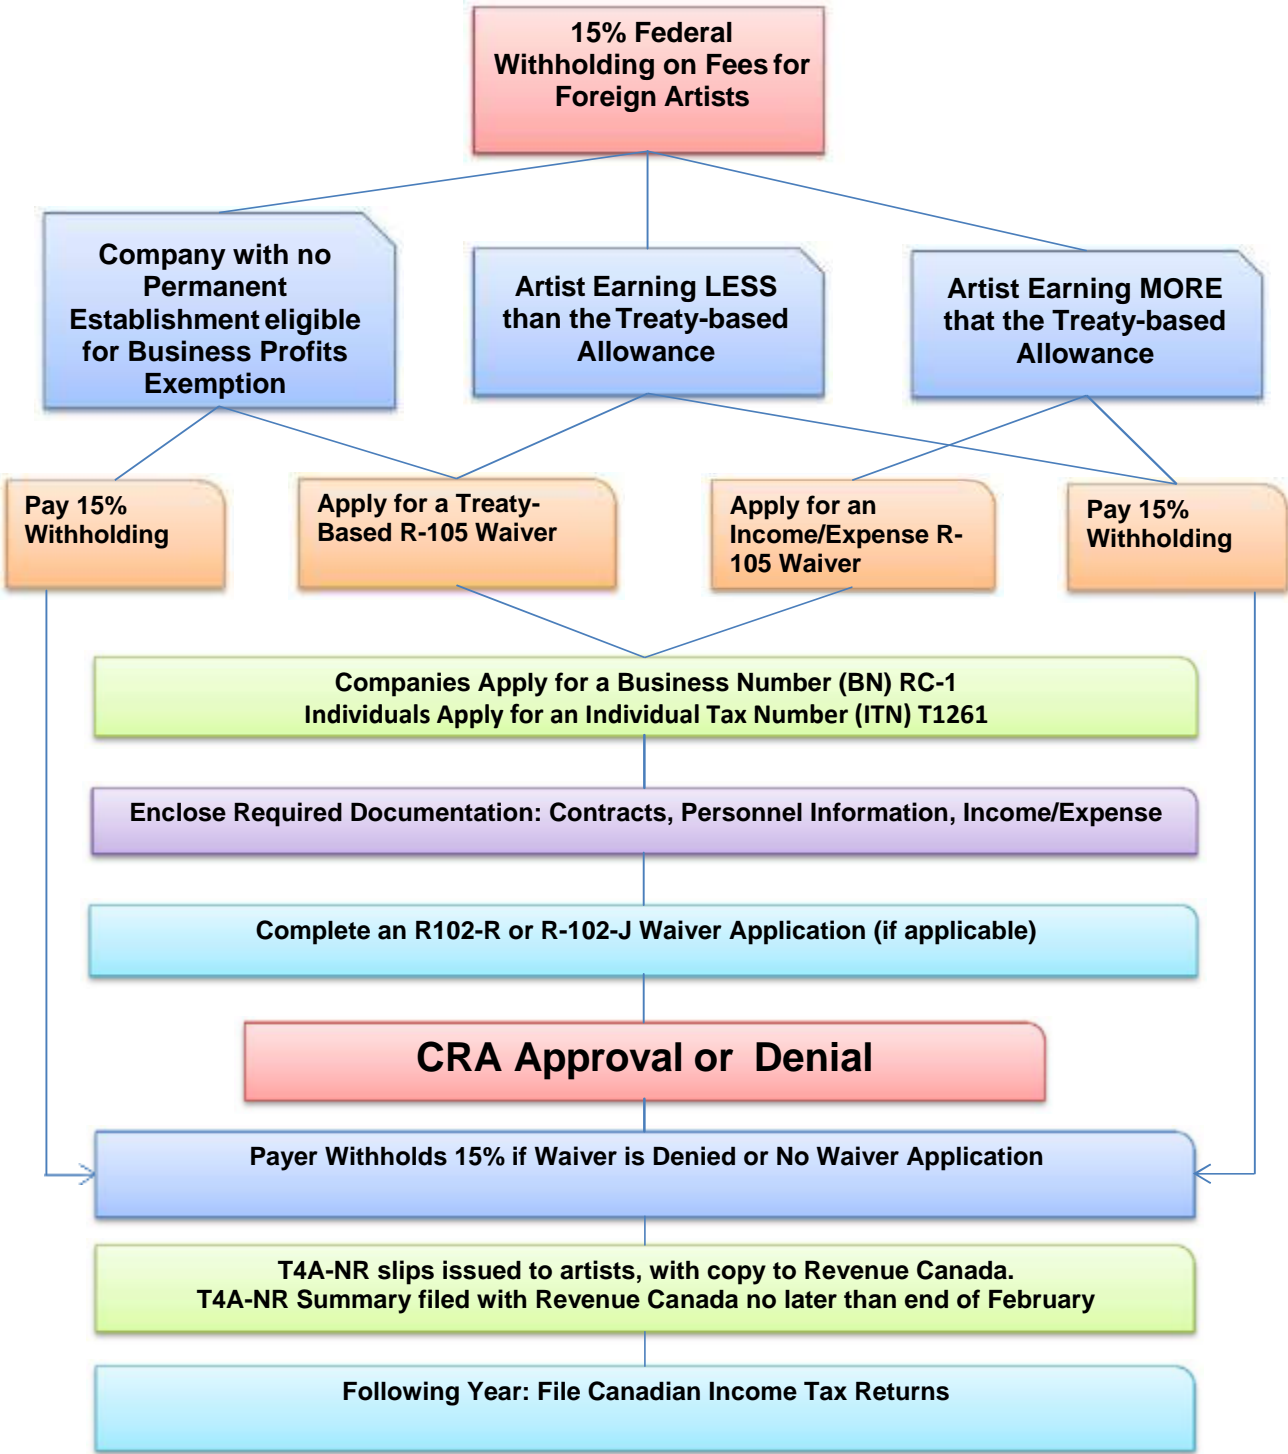 15% Federal
Withholding on Fees for
Foreign Artists
Company with no
Permanent
Establishment eligible
for Business Profits
Exemption
Artist Earning LESS
than the Treaty-based
Allowance
Artist Earning MORE
that the Treaty-based
Allowance
Pay 15%
Withholding
Apply for a Treaty-
Based R-105 Waiver
Apply for an
Income/Expense R-
105 Waiver
Pay 15%
Withholding
Companies Apply for a Business Number (BN) RC-1
Individuals Apply for an Individual Tax Number (ITN) T1261
Enclose Required Documentation: Contracts, Personnel Information, Income/Expense
Complete an R102-R or R-102-J Waiver Application (if applicable)
CRA Approval or Denial
Payer Withholds 15% if Waiver is Denied or No Waiver Application
T4A-NR slips issued to artists, with copy to Revenue Canada.
T4A-NR Summary filed with Revenue Canada no later than end of February
Following Year: File Canadian Income Tax Returns